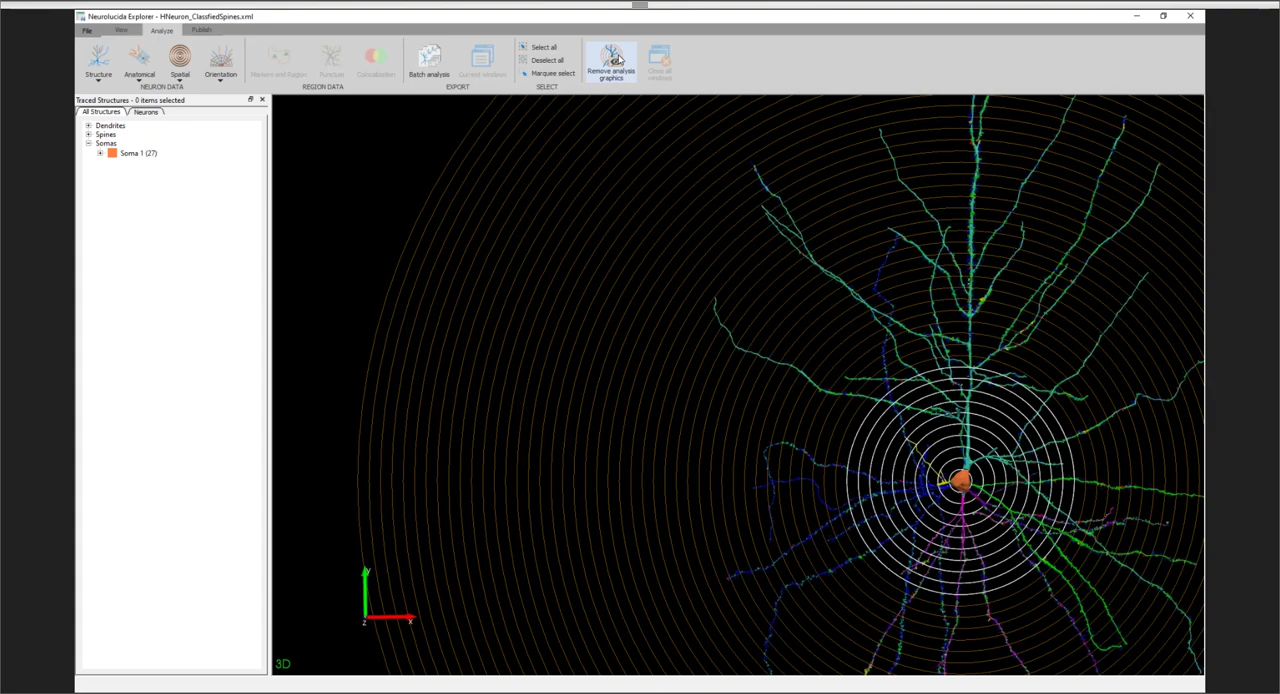 Neurolucida Explorer - HNeuron_ClassfiedSpines.xml
File View Analyze Publish
Structure Anatomical Spatial Orientation
NEURON DATA
Markers and Region Puncture Colocalization
REGION DATA
Batch analysis Current windows
EXPORT
Select all
Deselect all
Marquee select
SELECT
Remove analysis
graphics
Close all
windows
Traced Structures - 0 items selected
All Structures Neurons
Dendrites
Spines
Somas
Soma 1 (27)
y
z x
3D